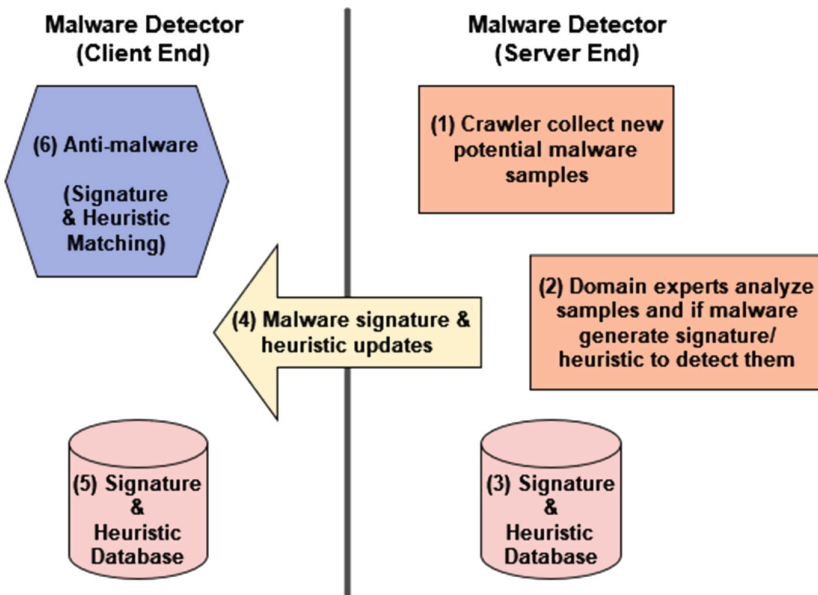 Malware Detector
(Client End)
Malware Detector
(Server End)
(6) Anti-malware
(Signature
& Heuristic
Matching)
(1) Crawler collect new
potential malware
samples
(2) Domain experts analyze
samples and if malware
generate signature/
heuristic to detect them
(4) Malware signature &
heuristic updates
(5) Signature
&
Heuristic
Database
(3) Signature
&
Heuristic
Database